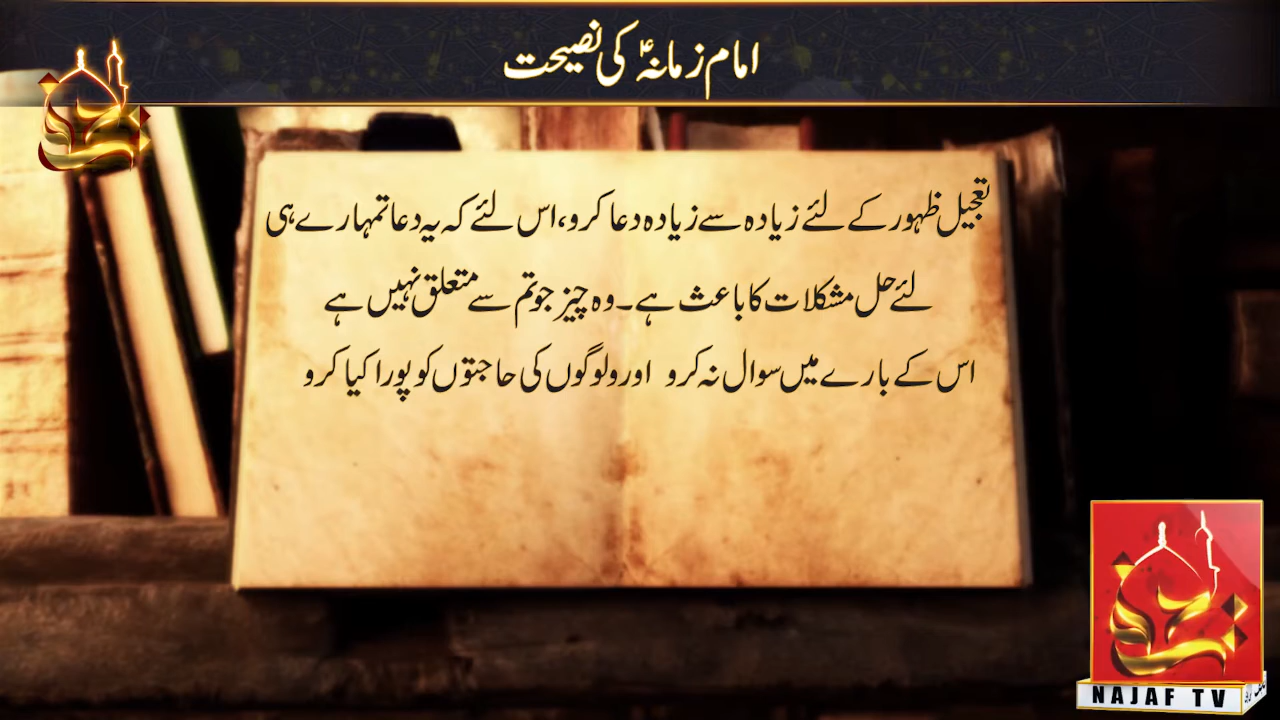 امام زمانہؑ کی نصیحت
تعجیل ظہور کے لئے زیادہ سے زیادہ دعا کرو، اس لئے کہ یہ دعا تمہارے ہی
لئے حل مشکلات کا باعث ہے۔ وہ چیز جو تم سے متعلق نہیں ہے
اس کے بارے میں سوال نہ کرو اورولوگوں کی حاجتوں کو پورا کیا کرو
نجف
NAJAF TV